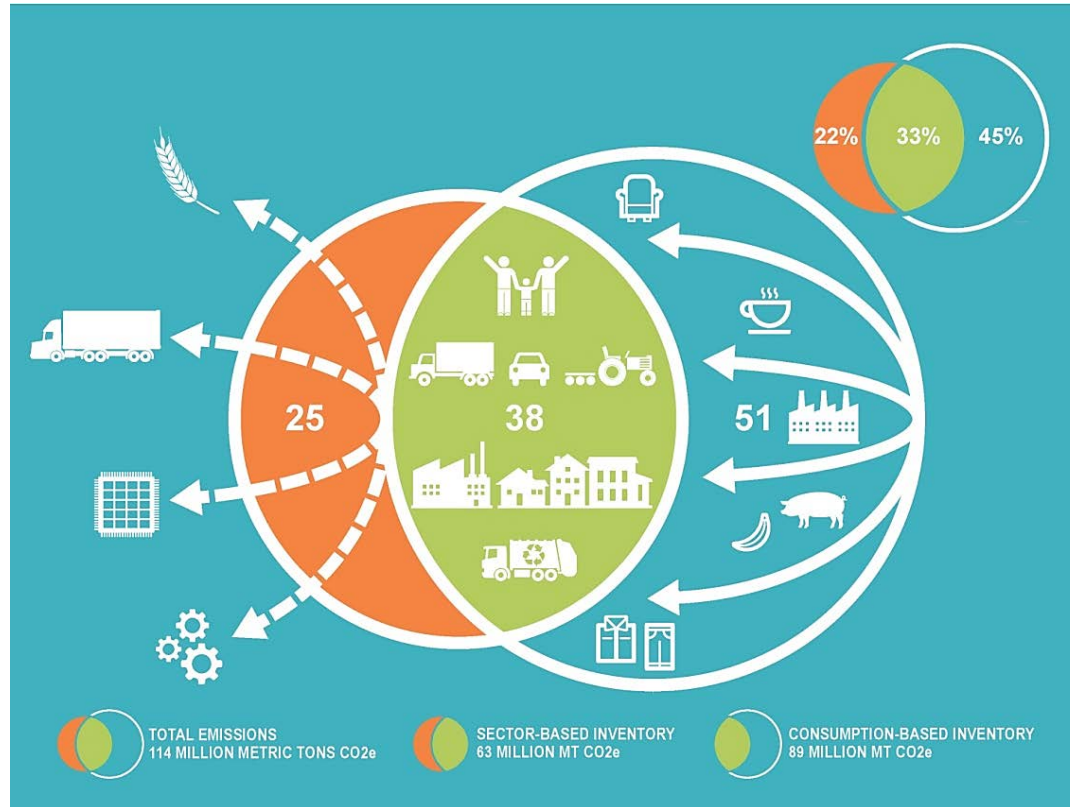 22%
33%
45%
25
38
51
TOTAL EMISSIONS
114 MILLION METRIC TONS CO2e
SECTOR-BASED INVENTORY
63 MILLION MT CO2e
CONSUMPTION-BASED INVENTORY
89 MILLION MT CO2e